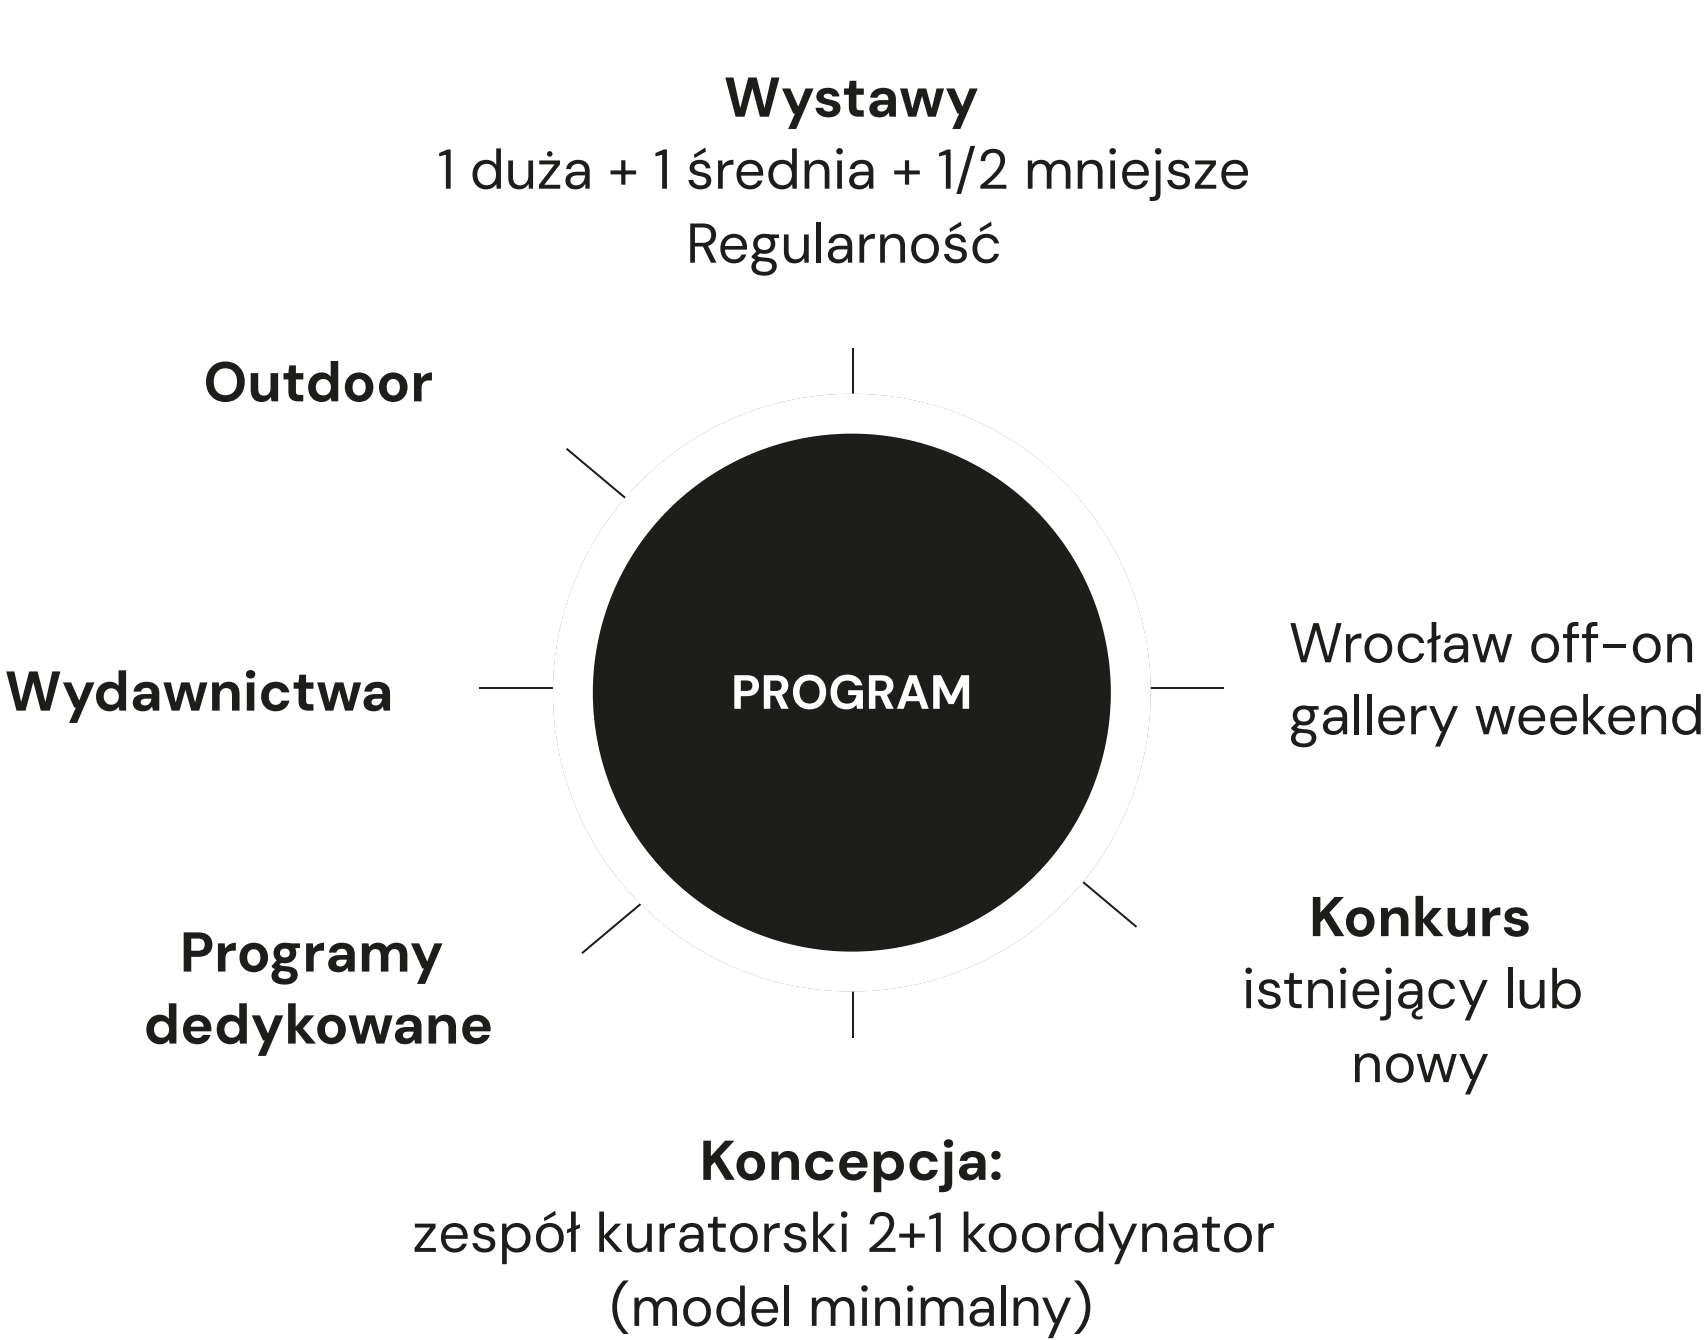 Wystawy
1 duża + 1 średnia + 1/2 mniejsze
Regularność
Outdoor
Wydawnictwa
PROGRAM
Wrocław off-on
gallery weekend
Programy
dedykowane
Konkurs
istniejący lub
nowy
Koncepcja:
zespół kuratorski 2+1 koordynator
(model minimalny)